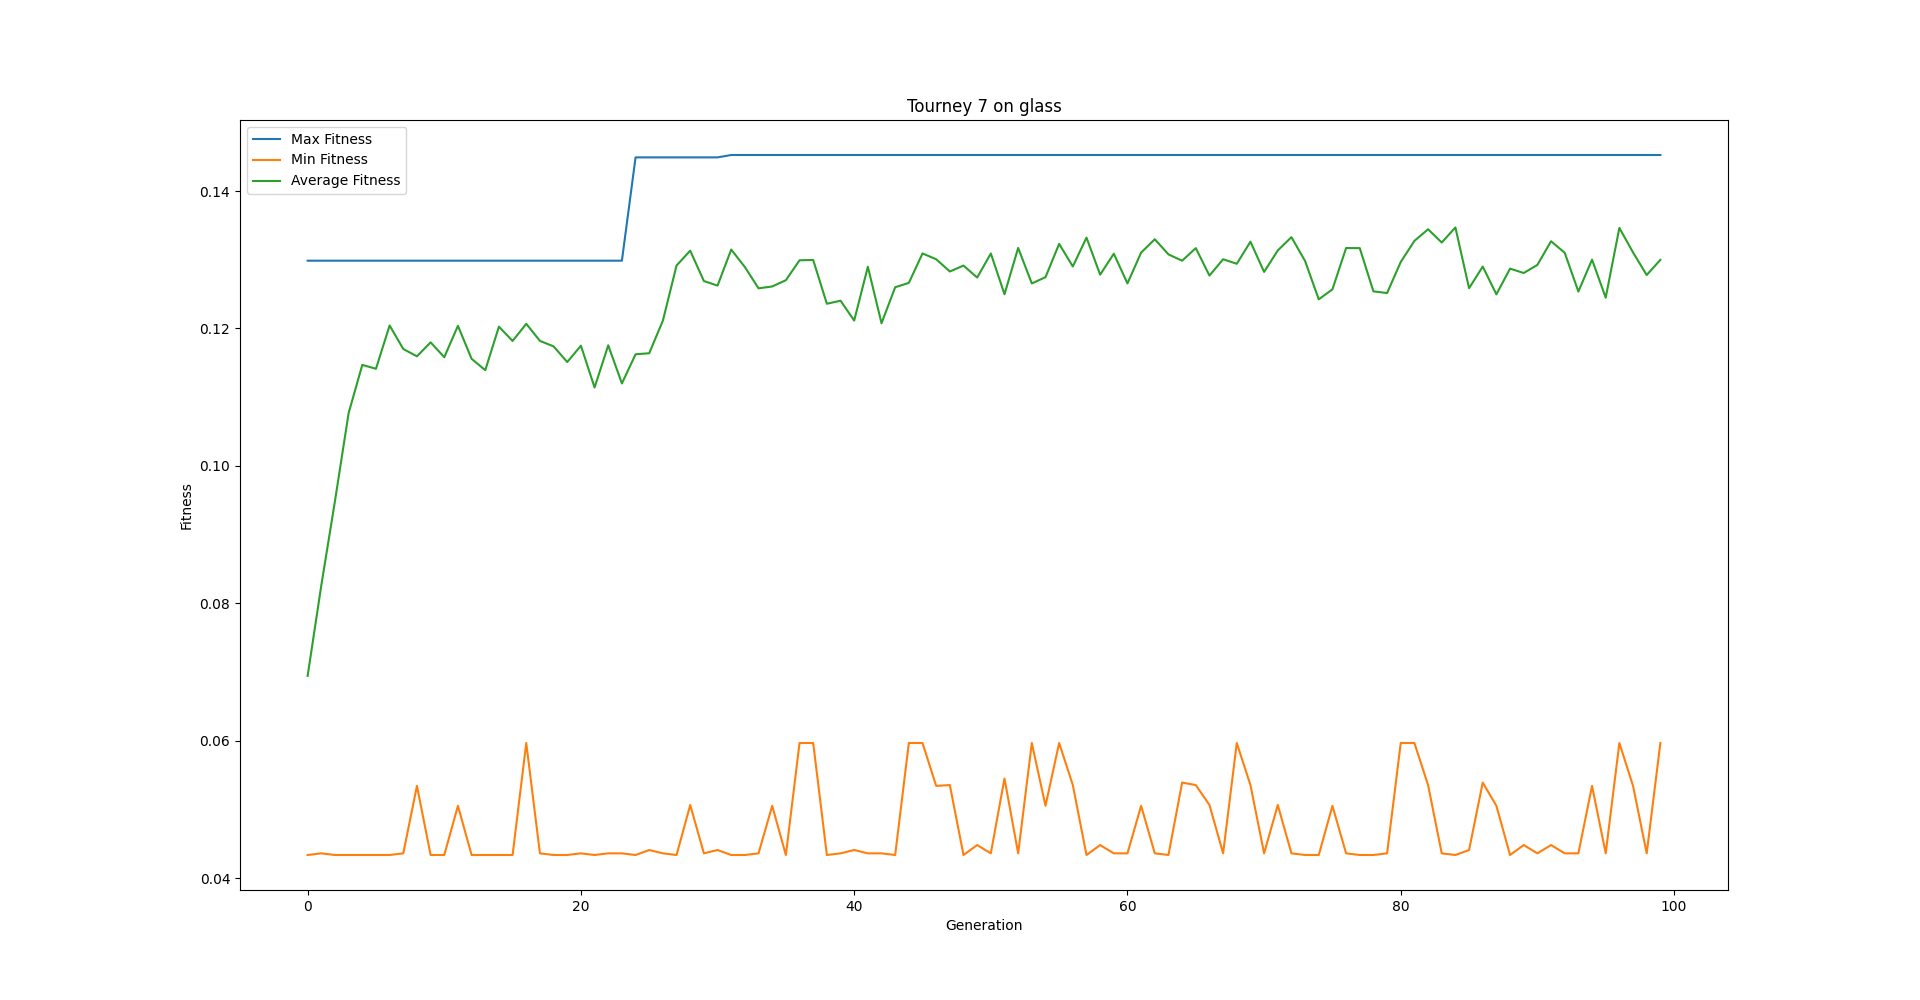 Tourney 7 on glass
Max Fitness
Min Fitness
Average Fitness
0.14
0.12
0.10
0.08
0.06
0.04
Fitness
0 20 40 60 80 100
Generation